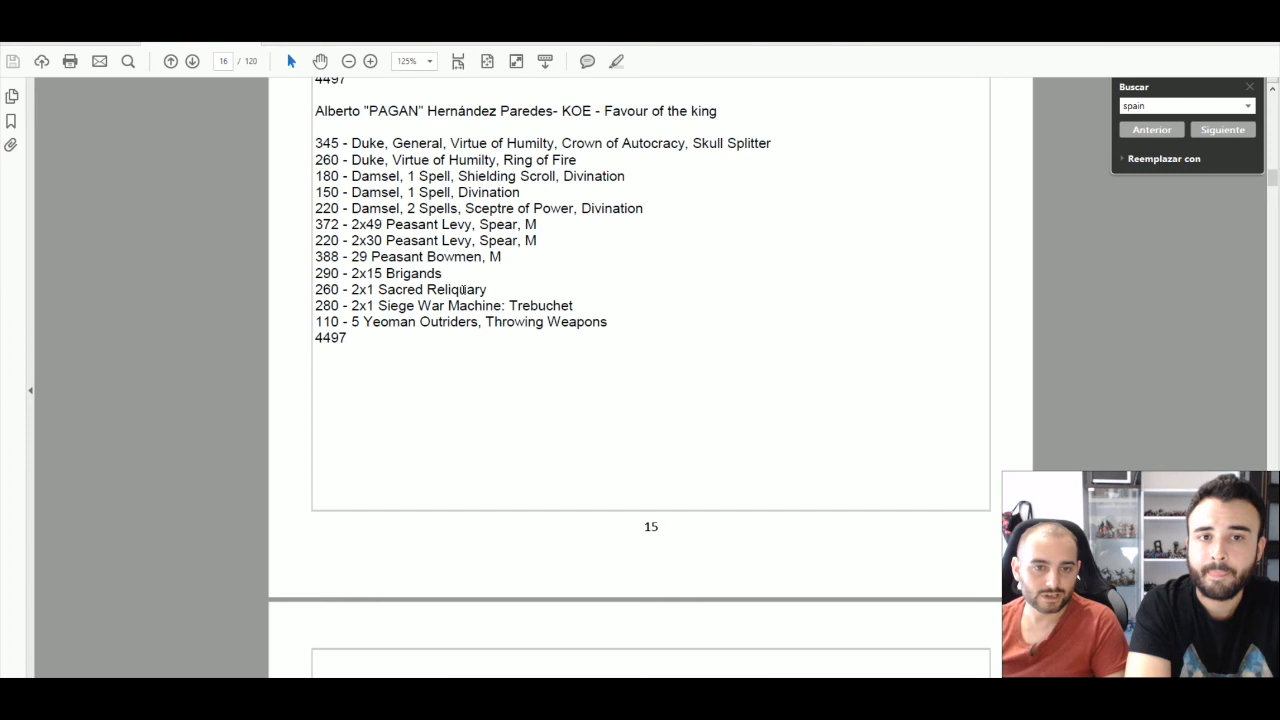 16 / 120
125%
Buscar
spain
Anterior
Siguiente
Reemplazar con
4497
Alberto "PAGAN" Hernández Paredes- KOE - Favour of the king
345 - Duke, General, Virtue of Humilty, Crown of Autocracy, Skull Splitter
260 - Duke, Virtue of Humilty, Ring of Fire
180 - Damsel, 1 Spell, Shielding Scroll, Divination
150 - Damsel, 1 Spell, Divination
220 - Damsel, 2 Spells, Sceptre of Power, Divination
372 - 2x49 Peasant Levy, Spear, M
220 - 2x30 Peasant Levy, Spear, M
388 - 29 Peasant Bowmen, M
290 - 2x15 Brigands
260 - 2x1 Sacred Reliquary
280 - 2x1 Siege War Machine: Trebuchet
110 - 5 Yeoman Outriders, Throwing Weapons
4497
15